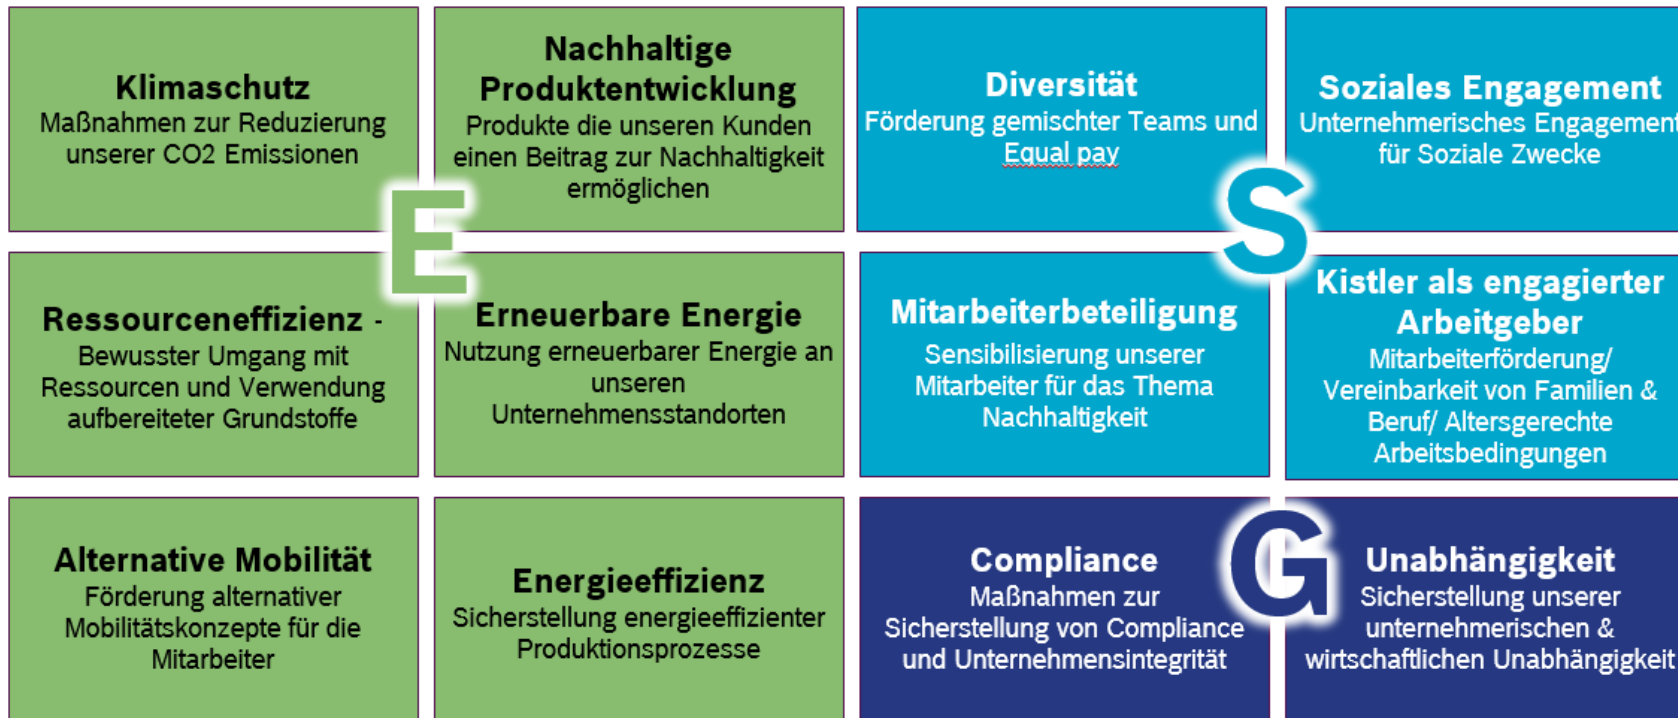 Klimaschutz
Maßnahmen zur Reduzierung
unserer CO2 Emissionen
Nachhaltige
Produktentwicklung
Produkte die unseren Kunden
einen Beitrag zur Nachhaltigkeit
ermöglichen
E
Ressourceneffizienz -
Bewusster Umgang mit
Ressourcen und Verwendung
aufbereiteter Grundstoffe
Erneuerbare Energie
Nutzung erneuerbarer Energie an
unseren
Unternehmensstandorten
Alternative Mobilität
Förderung alternativer
Mobilitätskonzepte für die
Mitarbeiter
Energieeffizienz
Sicherstellung energieeffizienter
Produktionsprozesse
Diversität
Förderung gemischter Teams und
Equal pay
Soziales Engagement
Unternehmerisches Engagement
für Soziale Zwecke
S
Mitarbeiterbeteiligung
Sensibilisierung unserer
Mitarbeiter für das Thema
Nachhaltigkeit
Kistler als engagierter
Arbeitgeber
Mitarbeiterförderung/
Vereinbarkeit von Familien &
Beruf/ Altersgerechte
Arbeitsbedingungen
Compliance
Maßnahmen zur
Sicherstellung von Compliance
und Unternehmensintegrität
G
Unabhängigkeit
Sicherstellung unserer
unternehmerischen &
wirtschaftlichen Unabhängigkeit